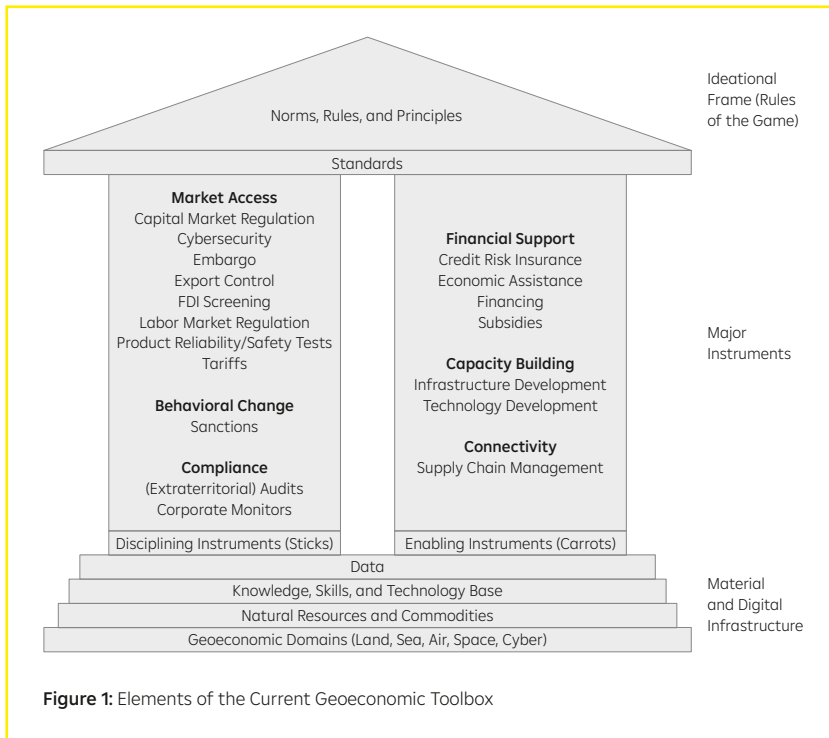 Norms, Rules, and Principles
Standards
Ideational
Frame (Rules
of the Game)
Market Access
Capital Market Regulation
Cybersecurity
Embargo
Export Control
FDI Screening
Labor Market Regulation
Product Reliability/Safety Tests
Tariffs
Behavioral Change
Sanctions
Compliance
(Extraterritorial) Audits
Corporate Monitors
Disciplining Instruments (Sticks)
Financial Support
Credit Risk Insurance
Economic Assistance
Financing
Subsidies
Capacity Building
Infrastructure Development
Technology Development
Connectivity
Supply Chain Management
Enabling Instruments (Carrots)
Major
Instruments
Data
Knowledge, Skills, and Technology Base
Natural Resources and Commodities
Geoeconomic Domains (Land, Sea, Air, Space, Cyber)
Material
and Digital
Infrastructure
Figure 1: Elements of the Current Geoeconomic Toolbox